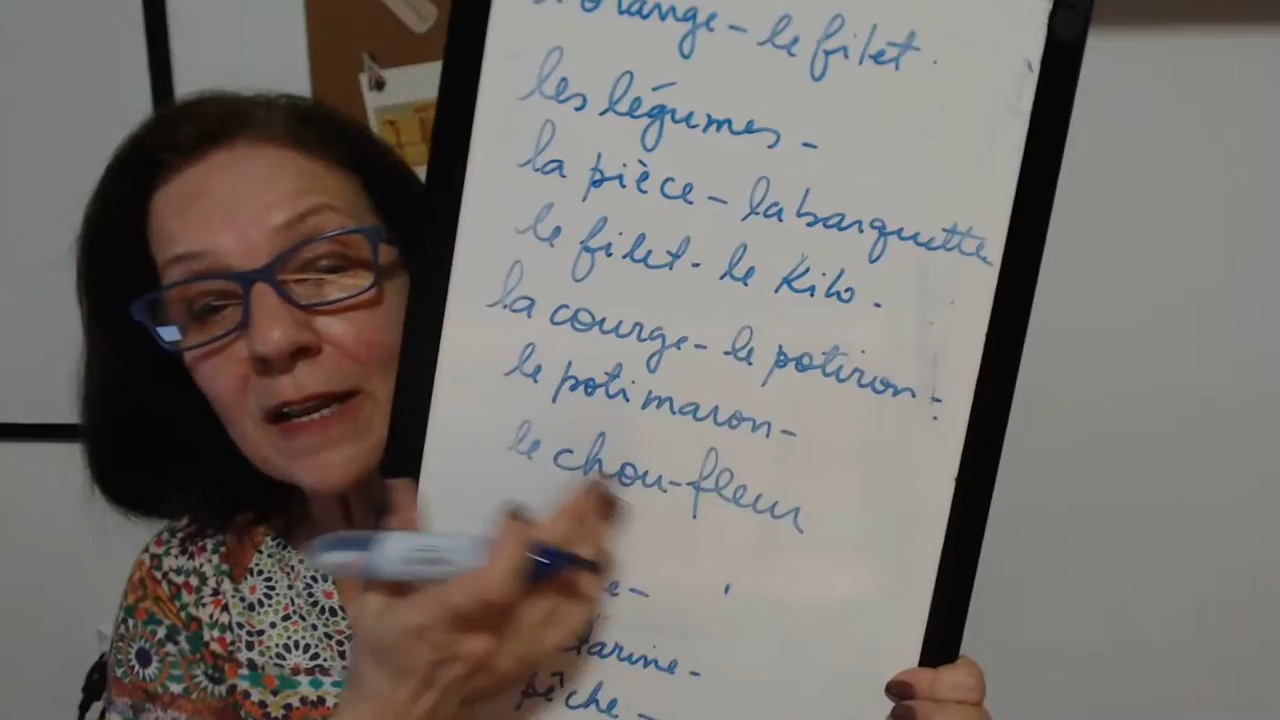 l'orange - le filet.
les légumes -
la pièce - la barquette
le filet - le Kilo.
la courge - le potiron -
le potimaron -
le chou-fleur
pêche -